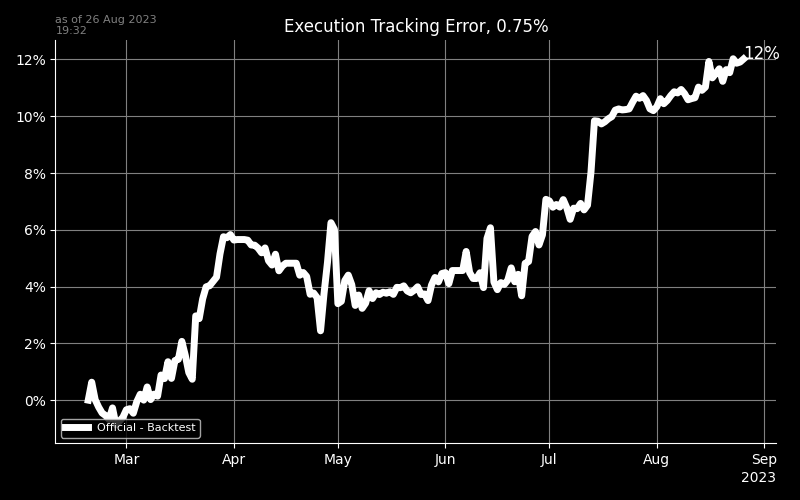 as of 26 Aug 2023
19:32
Execution Tracking Error, 0.75%
12%
12%
10%
8%
6%
4%
2%
0%
Official - Backtest
Mar
Apr
May
Jun
Jul
Aug
Sep
2023